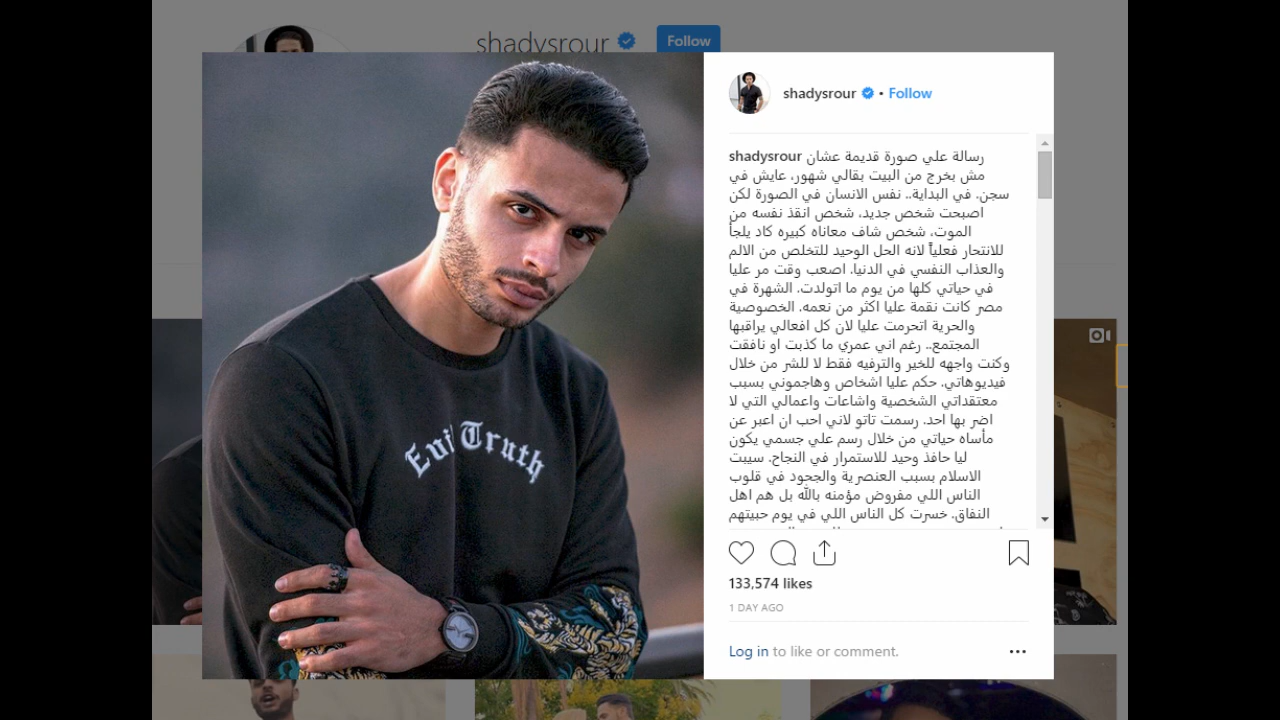 shadysrour
Follow
shadysrour • Follow
shadysrour رسالة علي صورة قديمة عشان
مش بخرج من البيت بقالي شهور، عايش في
سجن. في البداية.. نفس الانسان في الصورة لكن
اصبحت شخص جديد، شخص انقذ نفسه من
الموت، شخص شاف معاناه كبيره كاد يلجأ
للانتحار فعلياً لانه الحل الوحيد للتخلص من الالم
والعذاب النفسي في الدنيا. اصعب وقت مر عليا
في حياتي كلها من يوم ما اتولدت. الشهرة في
مصر كانت نقمة عليا اكثر من نعمه. الخصوصية
والحرية اتحرمت عليا لان كل افعالي يراقبها
المجتمع.. رغم اني عمري ما كذبت او نافقت
وكنت واجهه للخير والترفيه فقط لا للشر من خلال
فيديوهاتي. حكم عليا اشخاص وهاجموني بسبب
معتقداتي الشخصية واشاعات واعمالي التي لا
اضر بها احد. رسمت تاتو لاني احب ان اعبر عن
مأساه حياتي من خلال رسم علي جسمي يكون
ليا حافذ وحيد للاستمرار في النجاح. سيبت
الاسلام بسبب العنصرية والجحود في قلوب
الناس اللي مفروض مؤمنه بالله بل هم اهل
النفاق. خسرت كل الناس اللي في يوم حبيتهم
Evil Truth
133,574 likes
1 DAY AGO
Log in to like or comment.